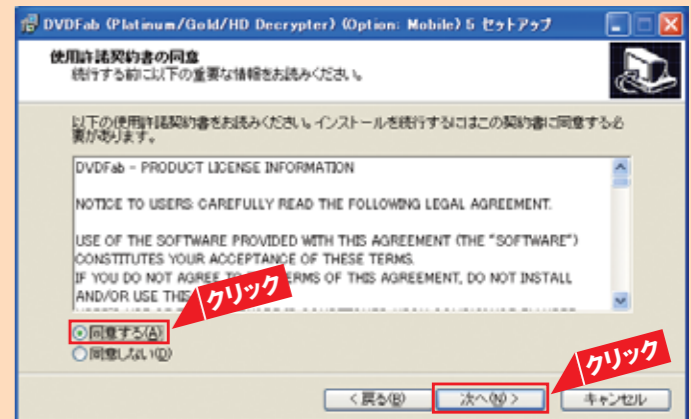 DVDFab (Platinum/Gold/HD Decrypter) (Option: Mobile) 5 セットアップ
使用許諾契約書の同意
続行する前に以下の重要な情報をお読みください。
以下の使用許諾契約書をお読みください。インストールを続行するにはこの契約書に同意する必
要があります。
DVDFab - PRODUCT LICENSE INFORMATION
NOTICE TO USERS: CAREFULLY READ THE FOLLOWING LEGAL AGREEMENT.
USE OF THE SOFTWARE PROVIDED WITH THIS AGREEMENT (THE "SOFTWARE")
CONSTITUTES YOUR ACCEPTANCE OF THESE TERMS.
IF YOU DO NOT AGREE TO ERMS OF THIS AGREEMENT, DO NOT INSTALL
AND/OR USE THIS
クリック
同意する(A)
同意しない(D)
クリック
< 戻る(B)
次へ(N) >
キャンセル